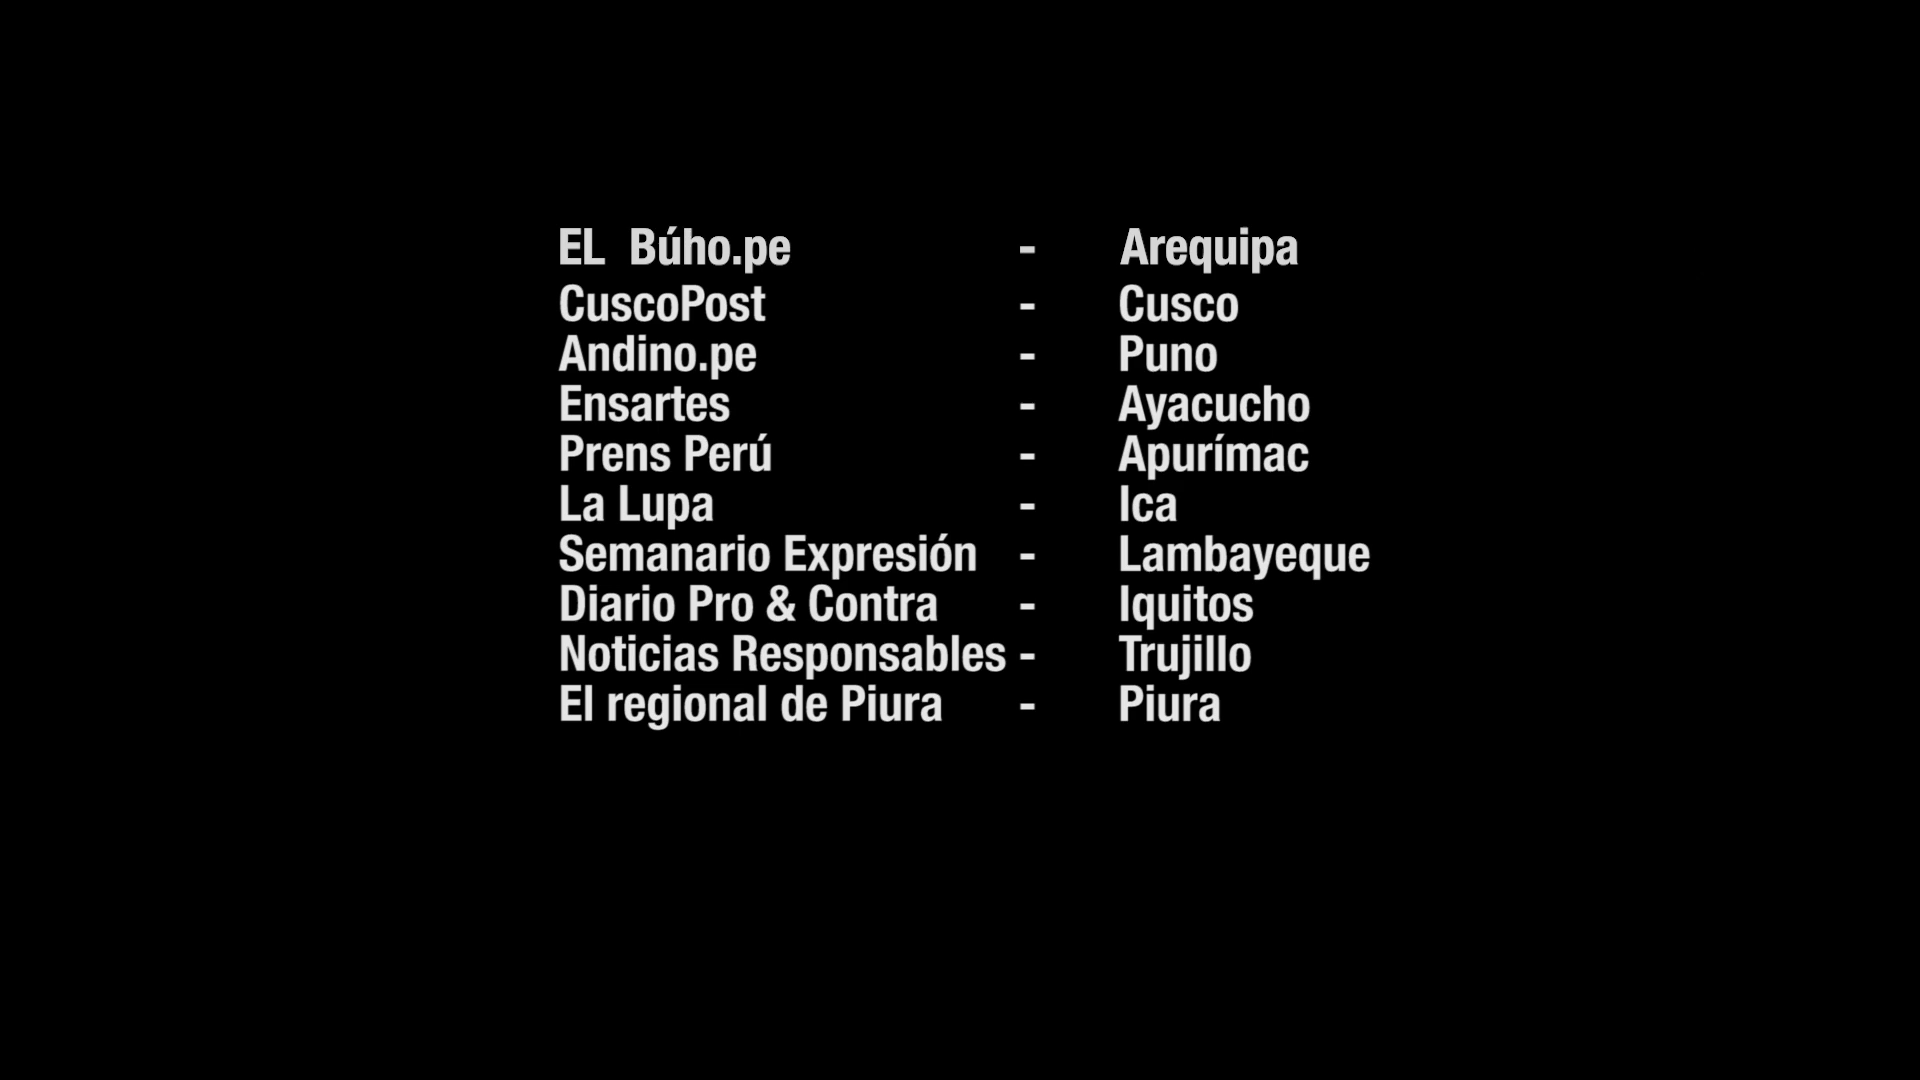 EL Búho.pe - Arequipa
CuscoPost - Cusco
Andino.pe - Puno
Ensartes - Ayacucho
Prens Perú - Apurímac
La Lupa - Ica
Semanario Expresión - Lambayeque
Diario Pro & Contra - Iquitos
Noticias Responsables - Trujillo
El regional de Piura - Piura